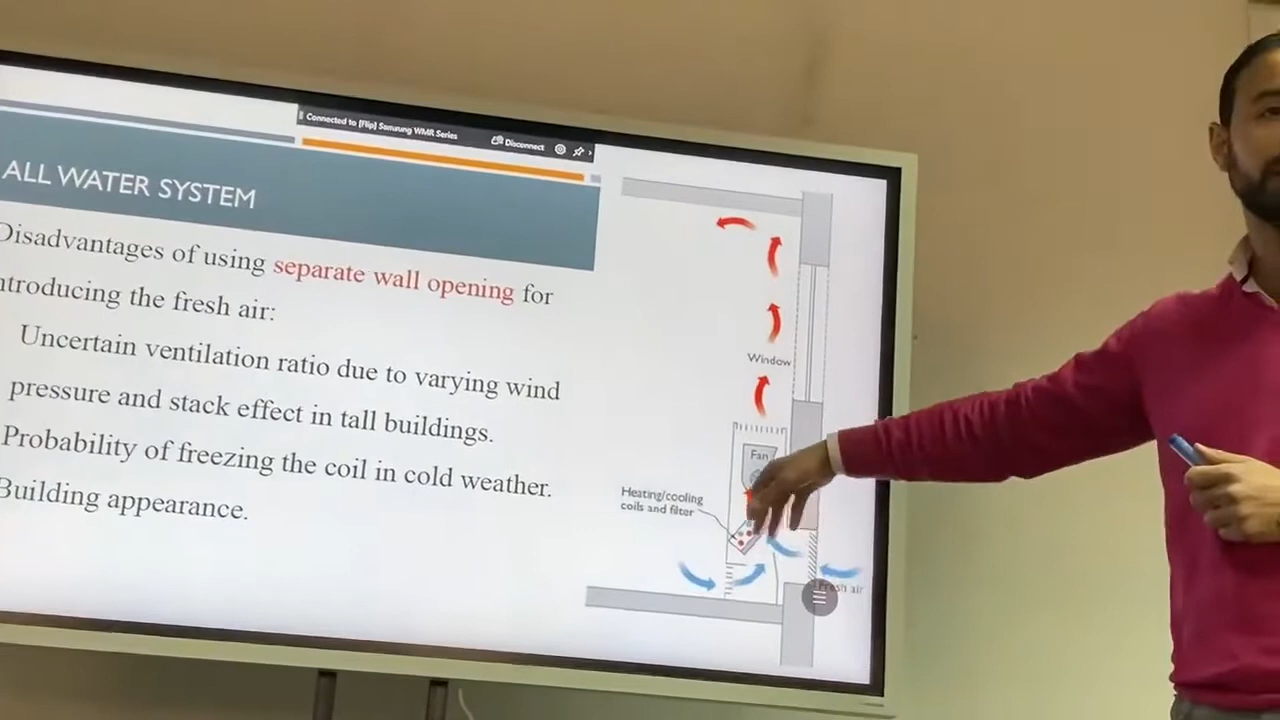 Connected to [Flip] Samsung WMR Series
Disconnect
ALL WATER SYSTEM
Disadvantages of using separate wall opening for
ntroducing the fresh air:
Uncertain ventilation ratio due to varying wind
pressure and stack effect in tall buildings.
Probability of freezing the coil in cold weather.
Building appearance.
Window
Fan
Heating/cooling
coils and filter
Fresh air